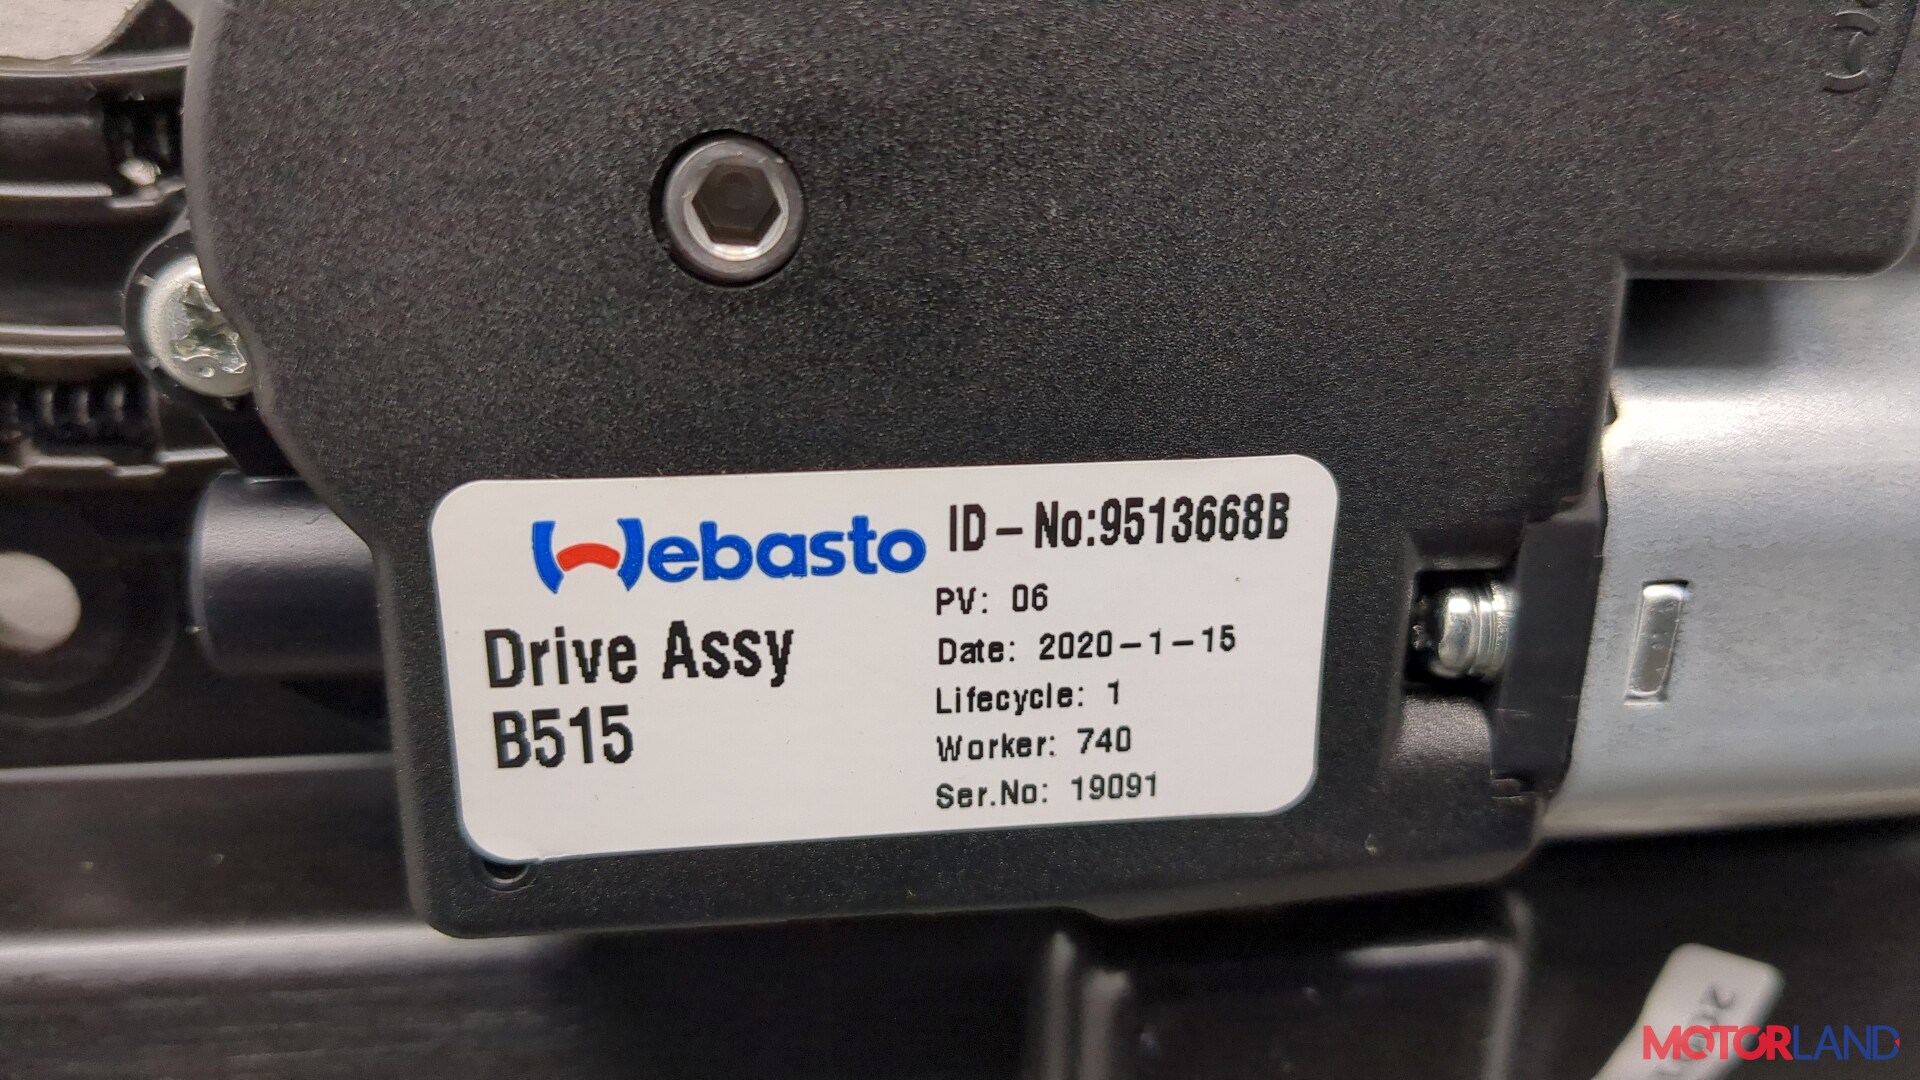 Webasto
ID-No:9513668B
Drive Assy
B515
PV: 06
Date: 2020-1-15
Lifecycle: 1
Worker: 740
Ser.No: 19091
MOTORLAND